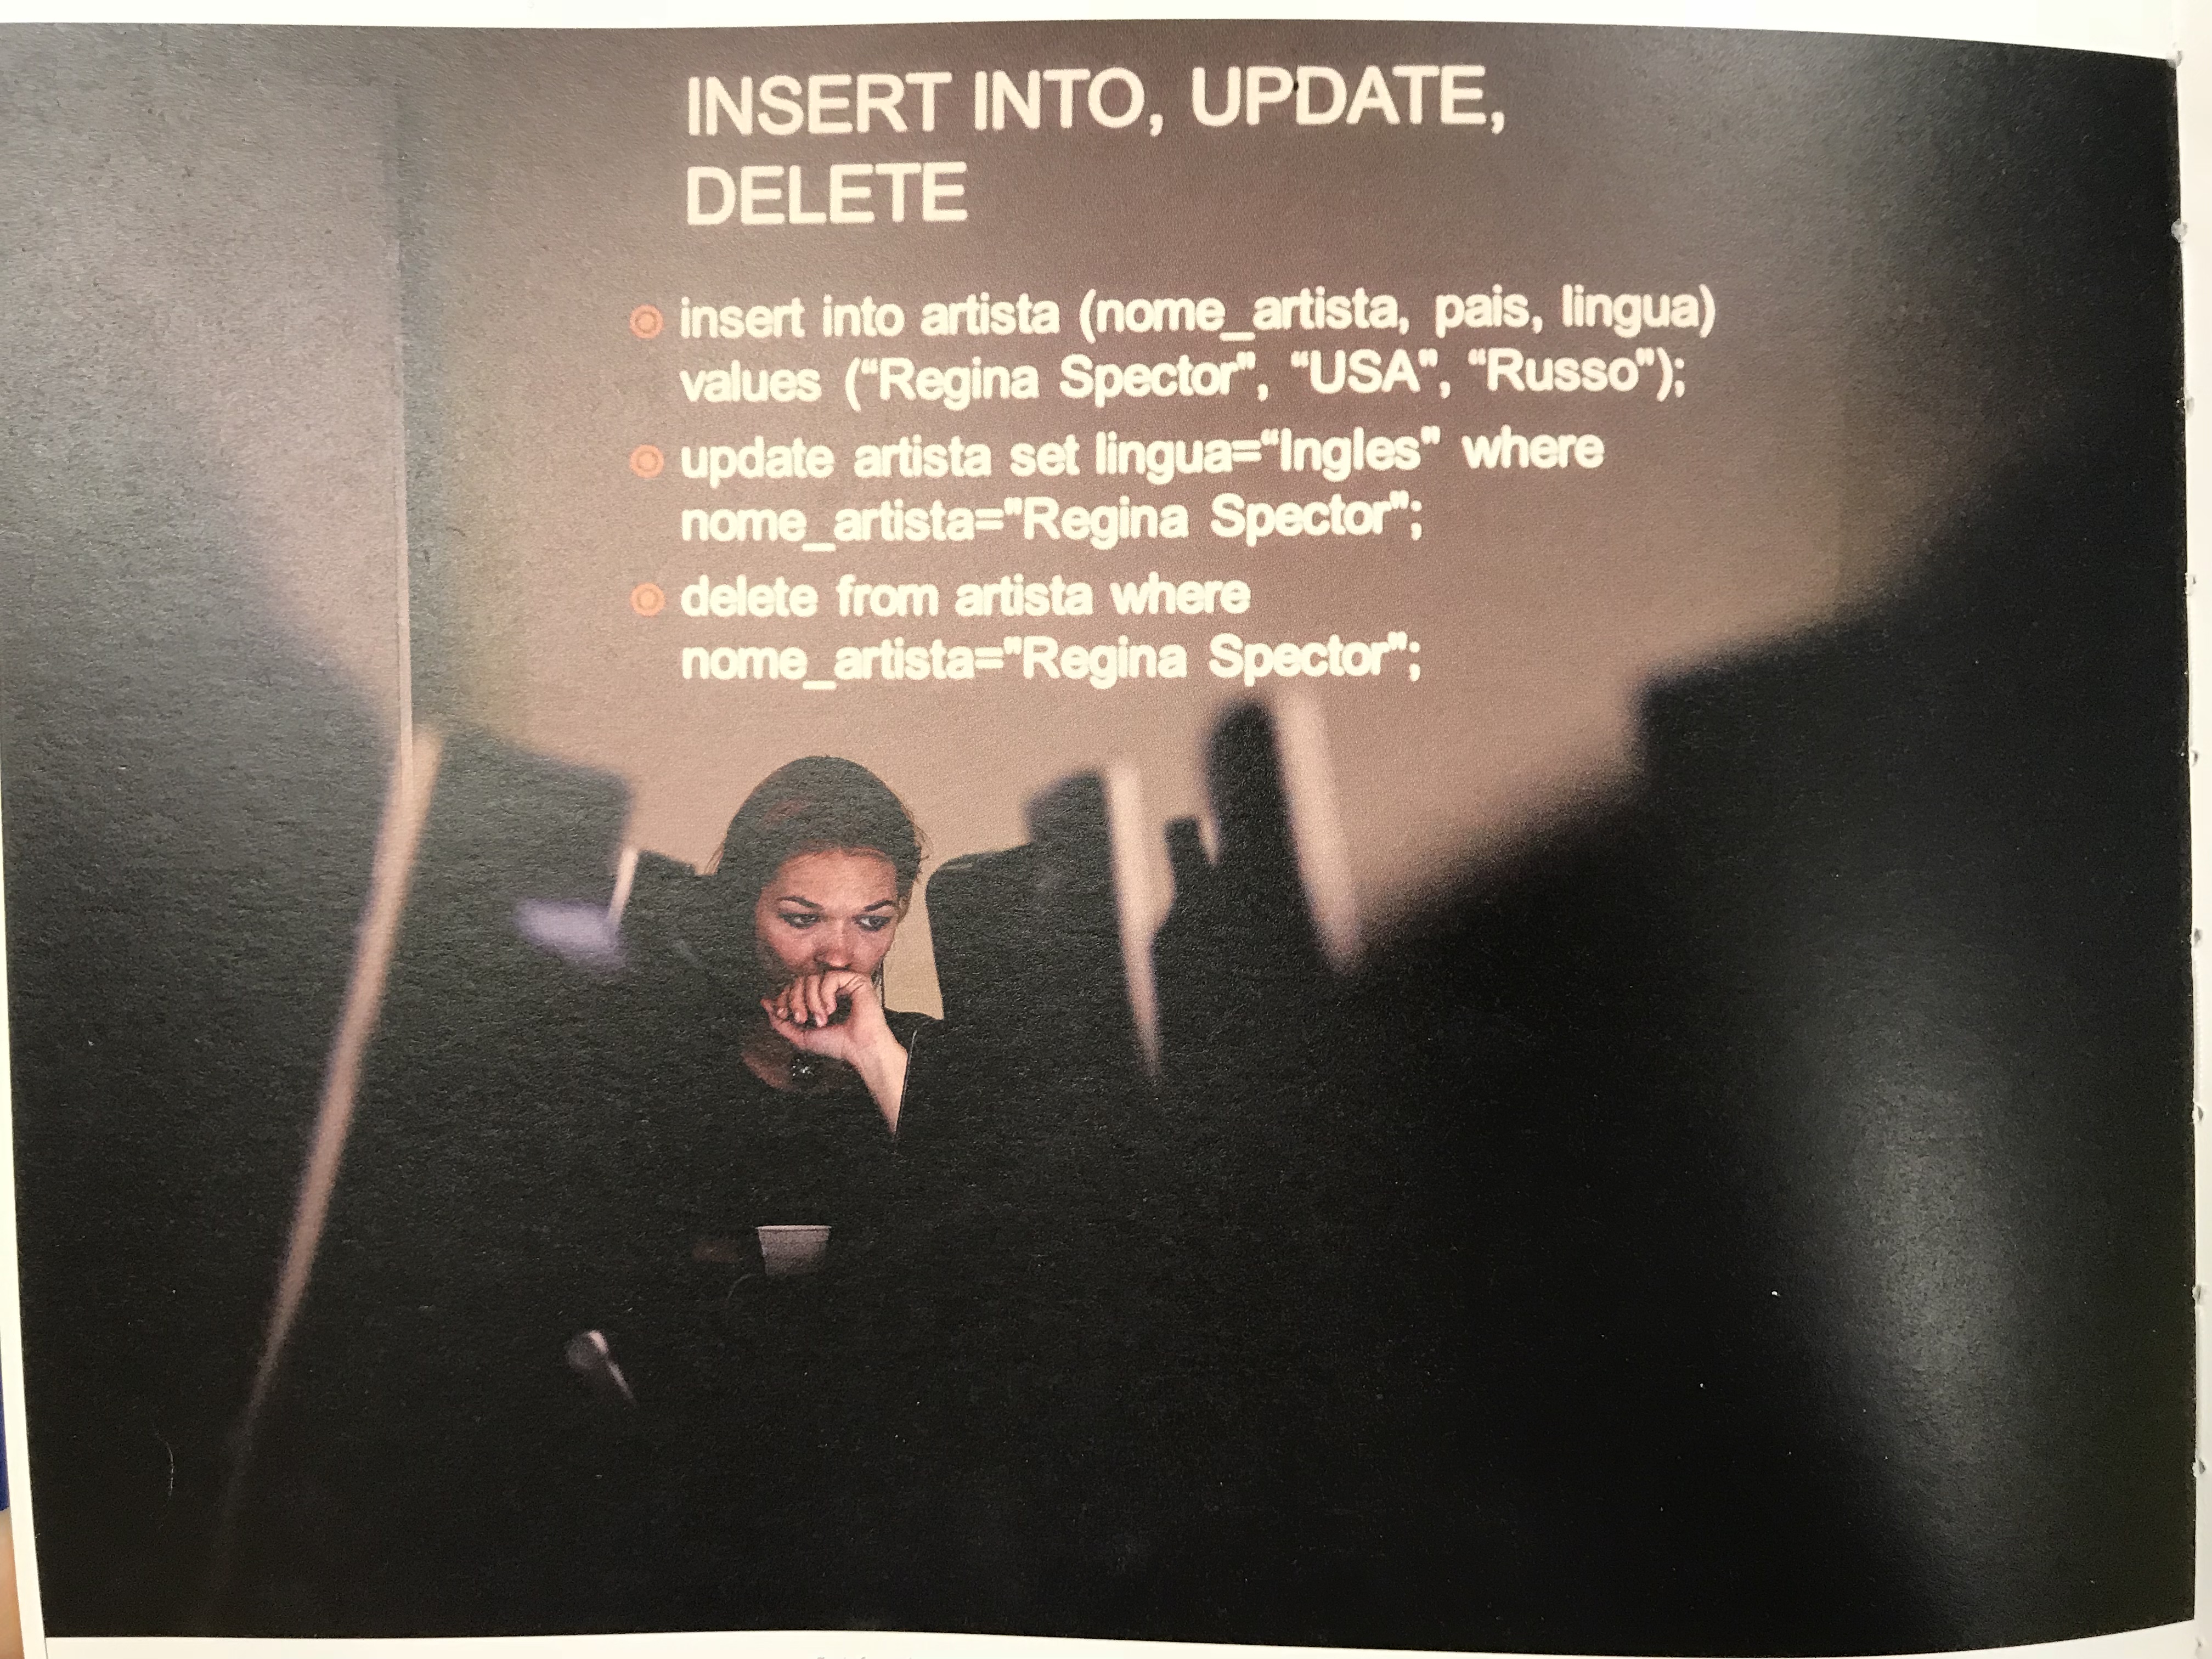 INSERT INTO, UPDATE,
DELETE
insert into artista (nome_artista, pais, lingua)
values (“Regina Spector”, “USA”, “Russo”);
update artista set lingua=“Ingles” where
nome_artista="Regina Spector”;
delete from artista where
nome_artista="Regina Spector”;